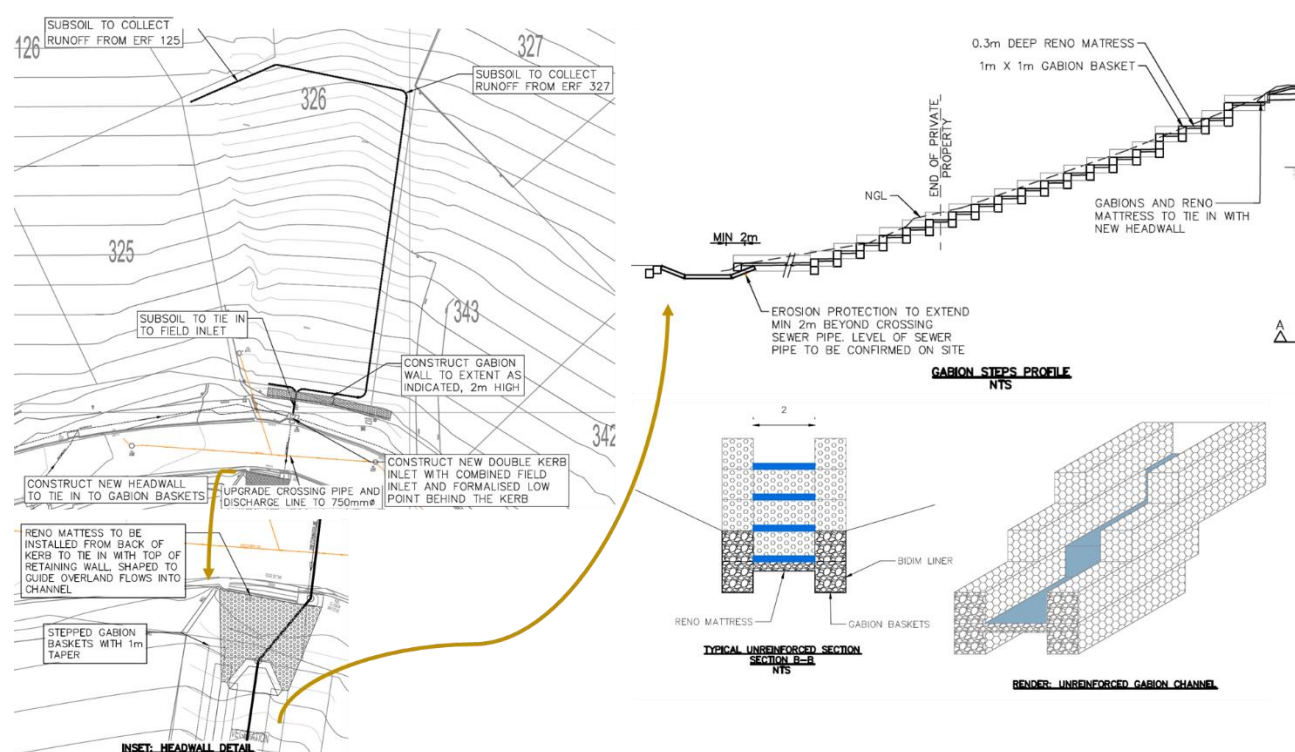 SUBSOIL TO COLLECT
RUNOFF FROM ERF 125
126
327
SUBSOIL TO COLLECT
RUNOFF FROM ERF 327
326
325
343
SUBSOIL TO TIE IN
TO FIELD INLET
CONSTRUCT GABION
WALL TO EXTENT AS
INDICATED, 2m HIGH
342
CONSTRUCT NEW HEADWALL
TO TIE IN TO GABION BASKETS
UPGRADE CROSSING PIPE AND
DISCHARGE LINE TO 750mmø
CONSTRUCT NEW DOUBLE KERB
INLET WITH COMBINED FIELD
INLET AND FORMALISED LOW
POINT BEHIND THE KERB
RENO MATTESS TO BE
INSTALLED FROM BACK OF
KERB TO TIE IN WITH TOP OF
RETAINING WALL, SHAPED TO
GUIDE OVERLAND FLOWS INTO
CHANNEL
STEPPED GABION
BASKETS WITH 1m
TAPER
VEGETATION
INSET: HEADWALL DETAIL
0.3m DEEP RENO MATRESS
1m X 1m GABION BASKET
END OF PRIVATE
PROPERTY
NGL
GABIONS AND RENO
MATTRESS TO TIE IN WITH
NEW HEADWALL
MIN 2m
EROSION PROTECTION TO EXTEND
MIN 2m BEYOND CROSSING
SEWER PIPE. LEVEL OF SEWER
PIPE TO BE CONFIRMED ON SITE
A
GABION STEPS PROFILE
NTS
2
BIDIM LINER
RENO MATTRESS
GABION BASKETS
TYPICAL UNREINFORCED SECTION
SECTION B-B
NTS
RENDER: UNREINFORCED GABION CHANNEL